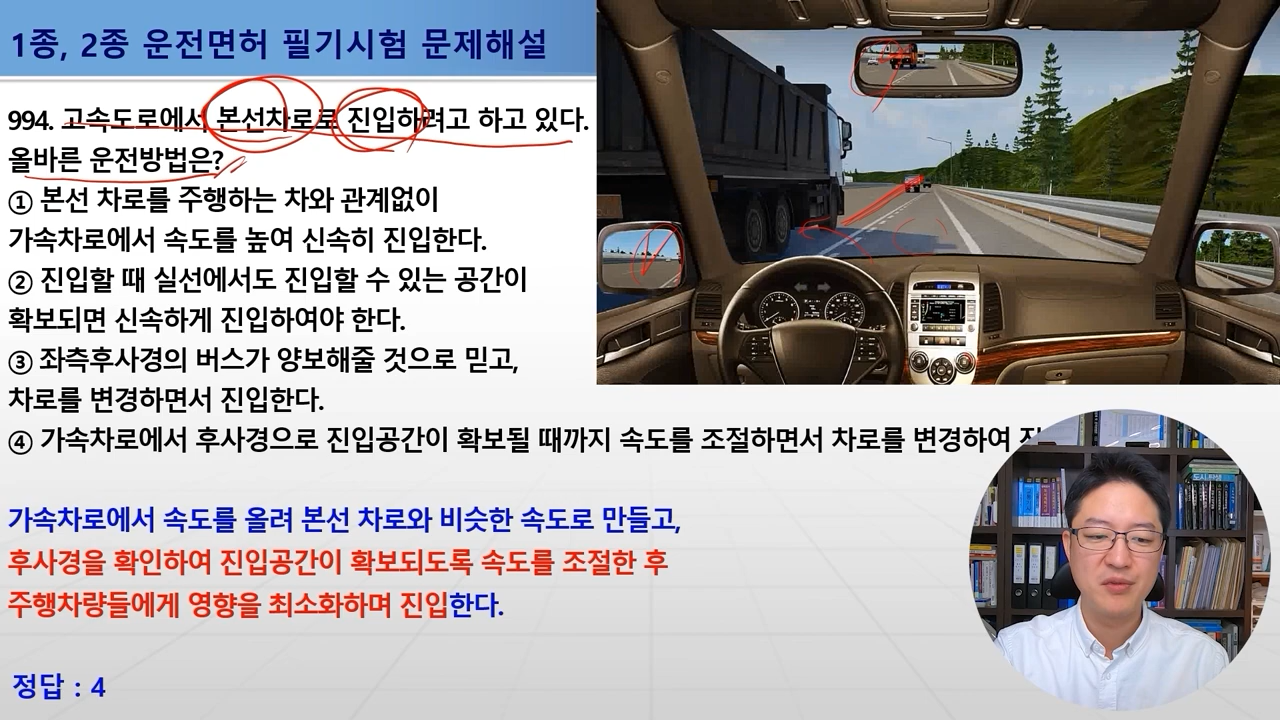 1종, 2종 운전면허 필기시험 문제해설
994. 고속도로에서 본선차로로 진입하려고 하고 있다.
올바른 운전방법은?
① 본선 차로를 주행하는 차와 관계없이
가속차로에서 속도를 높여 신속히 진입한다.
② 진입할 때 실선에서도 진입할 수 있는 공간이
확보되면 신속하게 진입하여야 한다.
③ 좌측후사경의 버스가 양보해줄 것으로 믿고,
차로를 변경하면서 진입한다.
④ 가속차로에서 후사경으로 진입공간이 확보될 때까지 속도를 조절하면서 차로를 변경하여
가속차로에서 속도를 올려 본선 차로와 비슷한 속도로 만들고,
후사경을 확인하여 진입공간이 확보되도록 속도를 조절한 후
주행차량들에게 영향을 최소화하며 진입한다.
정답 : 4